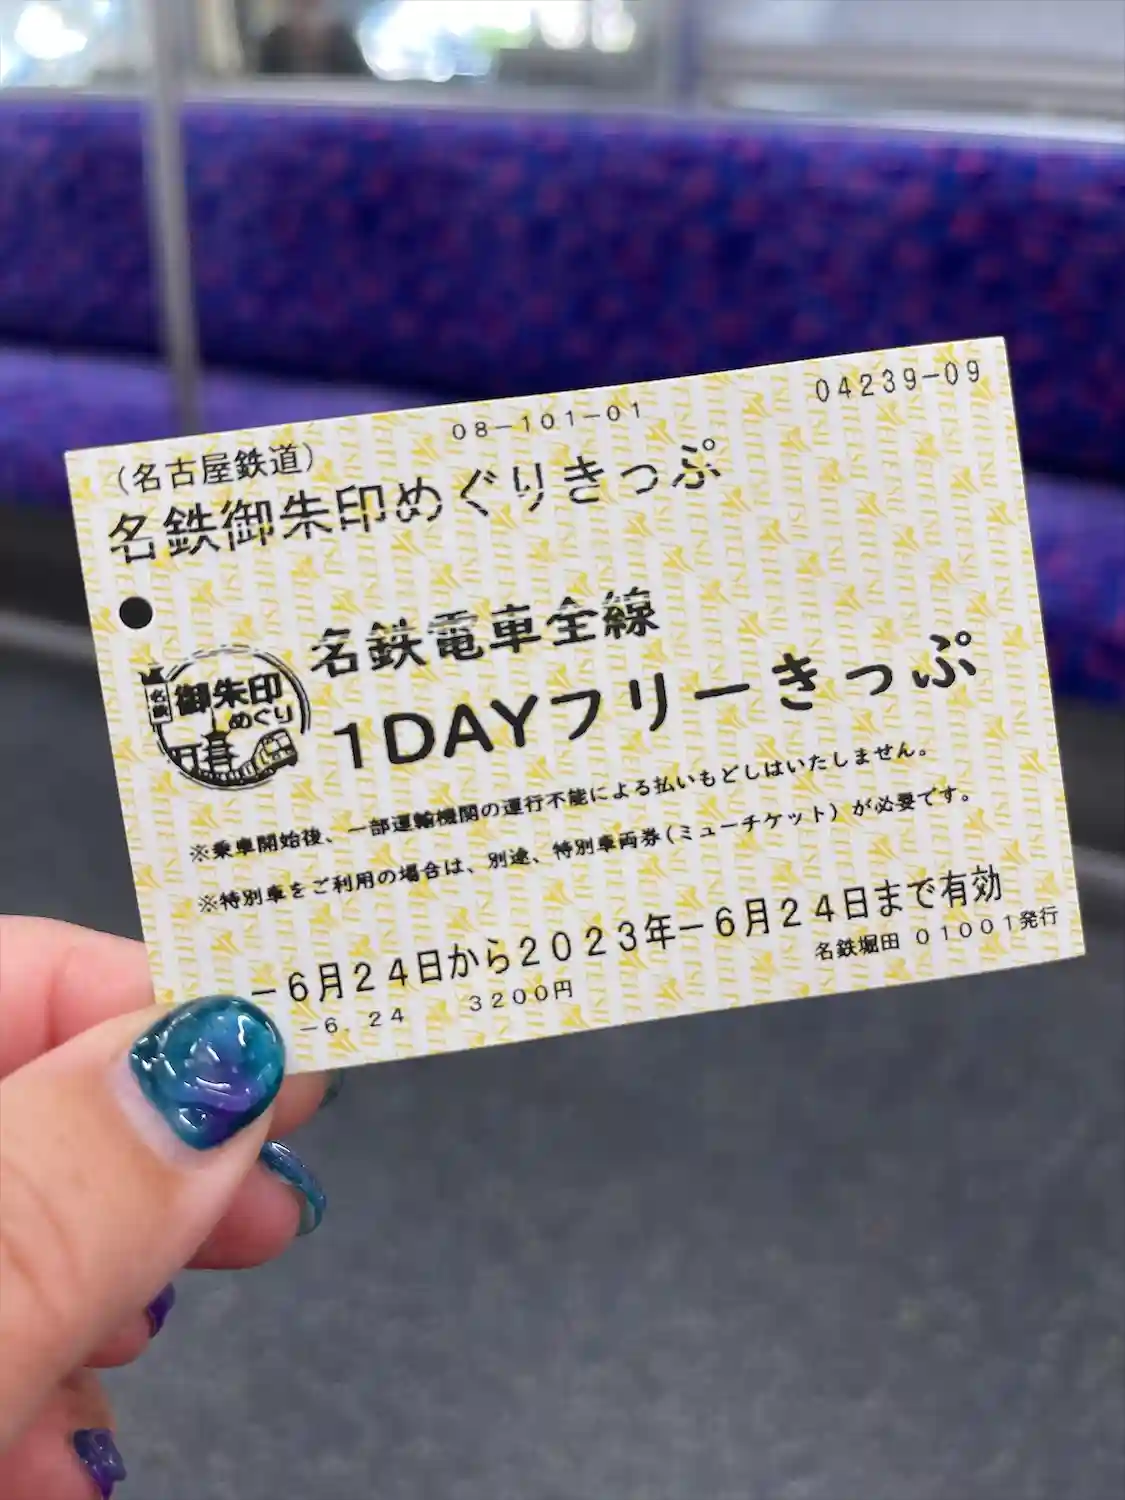 08-101-01
04239-09
(名古屋鉄道)
名鉄御朱印めぐりきっぷ
名鉄電車全線
御朱印
めぐり
1DAYフリーきっぷ
※乗車開始後、一部運輸機関の運行不能による払いもどしはいたしません。
※特別車をご利用の場合は、別途、特別車両券(ミューチケット)が必要です。
-6月24日から2023年-6月24日まで有効
-6.24
3200円
名鉄堀田 01001発行